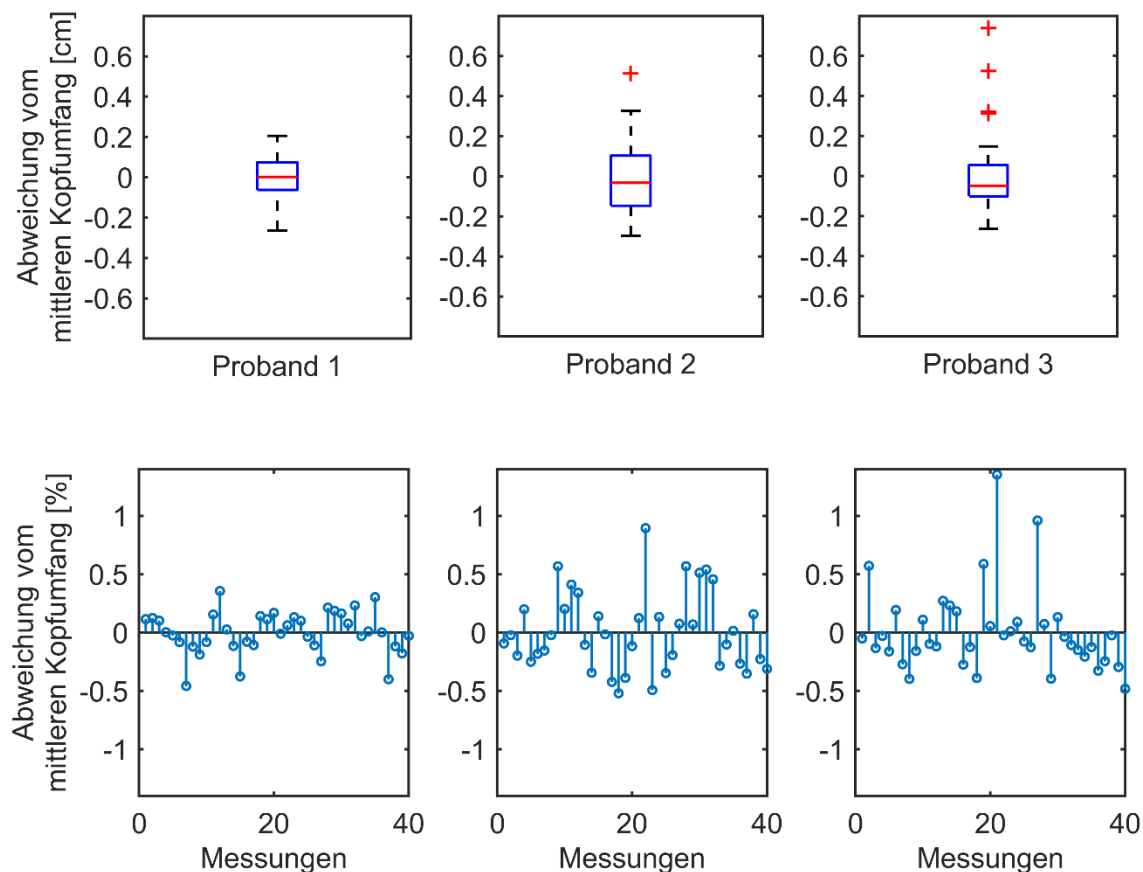 Abweichung vom
mittleren Kopfumfang [cm]
0.6
0.4
0.2
0
-0.2
-0.4
-0.6
Proband 1
0.6
0.4
0.2
0
-0.2
-0.4
-0.6
Proband 2
0.6
0.4
0.2
0
-0.2
-0.4
-0.6
Proband 3
Abweichung vom
mittleren Kopfumfang [%]
1
0.5
0
-0.5
-1
0 20 40
Messungen
1
0.5
0
-0.5
-1
0 20 40
Messungen
1
0.5
0
-0.5
-1
0 20 40
Messungen